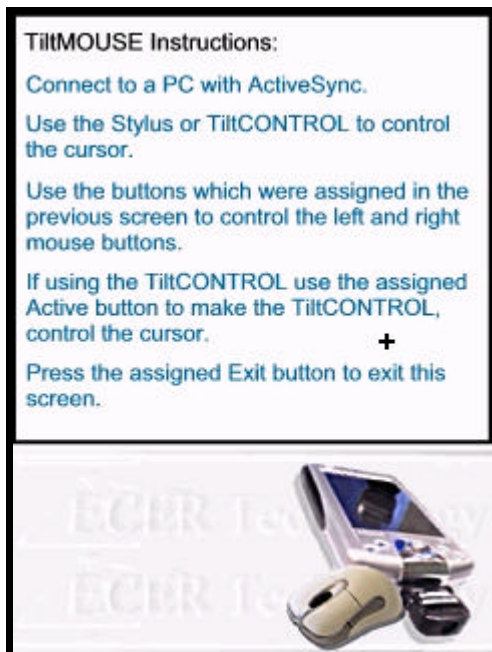 TiltMOUSE Instructions:
Connect to a PC with ActiveSync.
Use the Stylus or TiltCONTROL to control
the cursor.
Use the buttons which were assigned in the
previous screen to control the left and right
mouse buttons.
If using the TiltCONTROL use the assigned
Active button to make the TiltCONTROL,
control the cursor.
Press the assigned Exit button to exit this
screen.
ECER
ECER